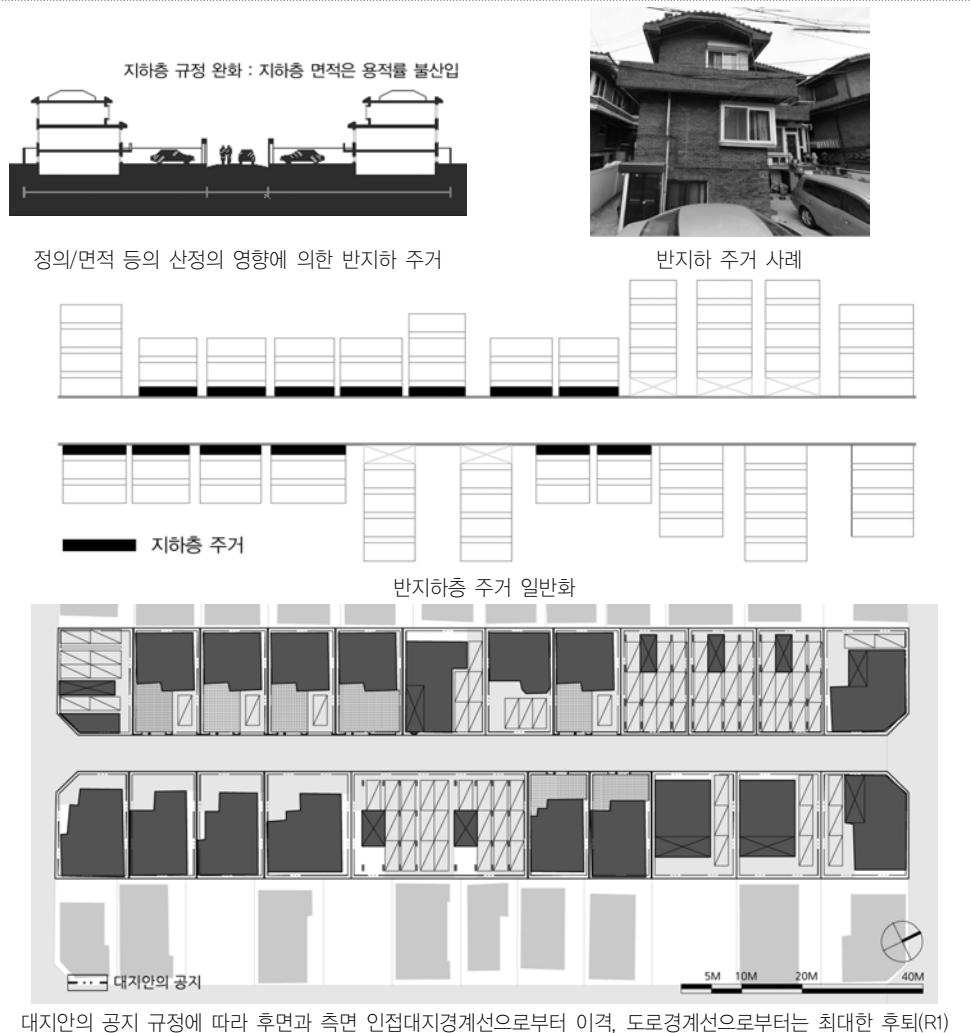 지하층 규정 완화 : 지하층 면적은 용적률 불산입
정의/면적 등의 산정의 영향에 의한 반지하 주거
반지하 주거 사례
지하층 주거
반지하층 주거 일반화
대지안의 공지
5M 10M 20M 40M
대지안의 공지 규정에 따라 후면과 측면 인접대지경계선으로부터 이격, 도로경계선으로부터는 최대한 후퇴(R1)